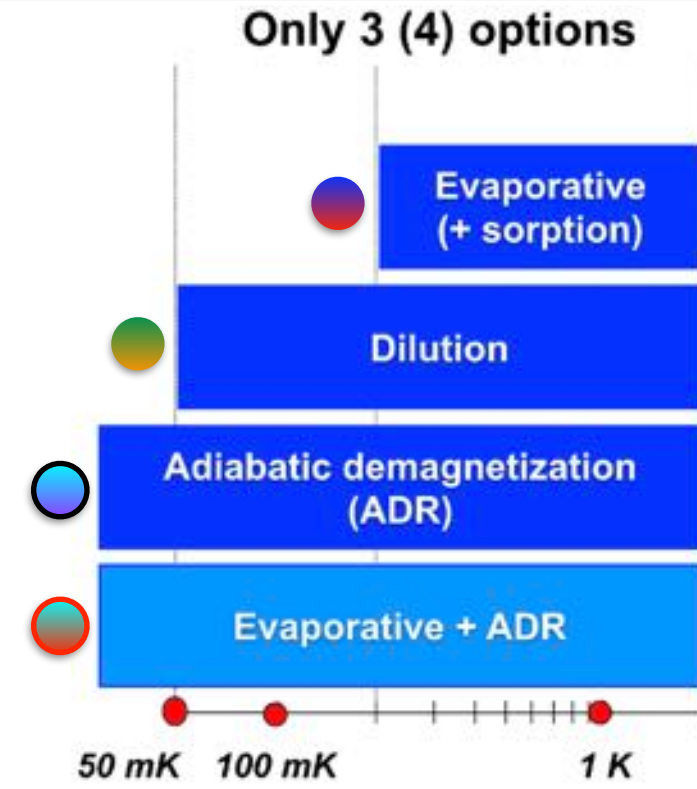 Only 3 (4) options
Evaporative
(+ sorption)
Dilution
Adiabatic demagnetization
(ADR)
Evaporative + ADR
50 mK 100 mK 1 K